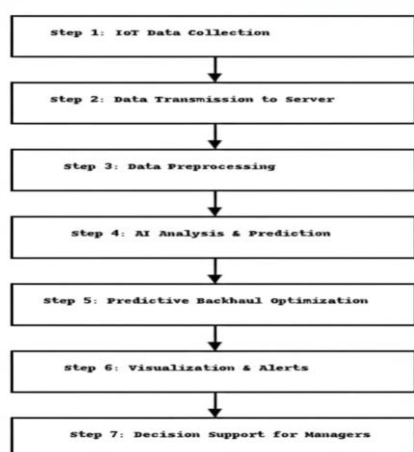 Step 1: IoT Data Collection
Step 2: Data Transmission to Server
Step 3: Data Preprocessing
Step 4: AI Analysis & Prediction
Step 5: Predictive Backhaul Optimization
Step 6: Visualization & Alerts
Step 7: Decision Support for Managers